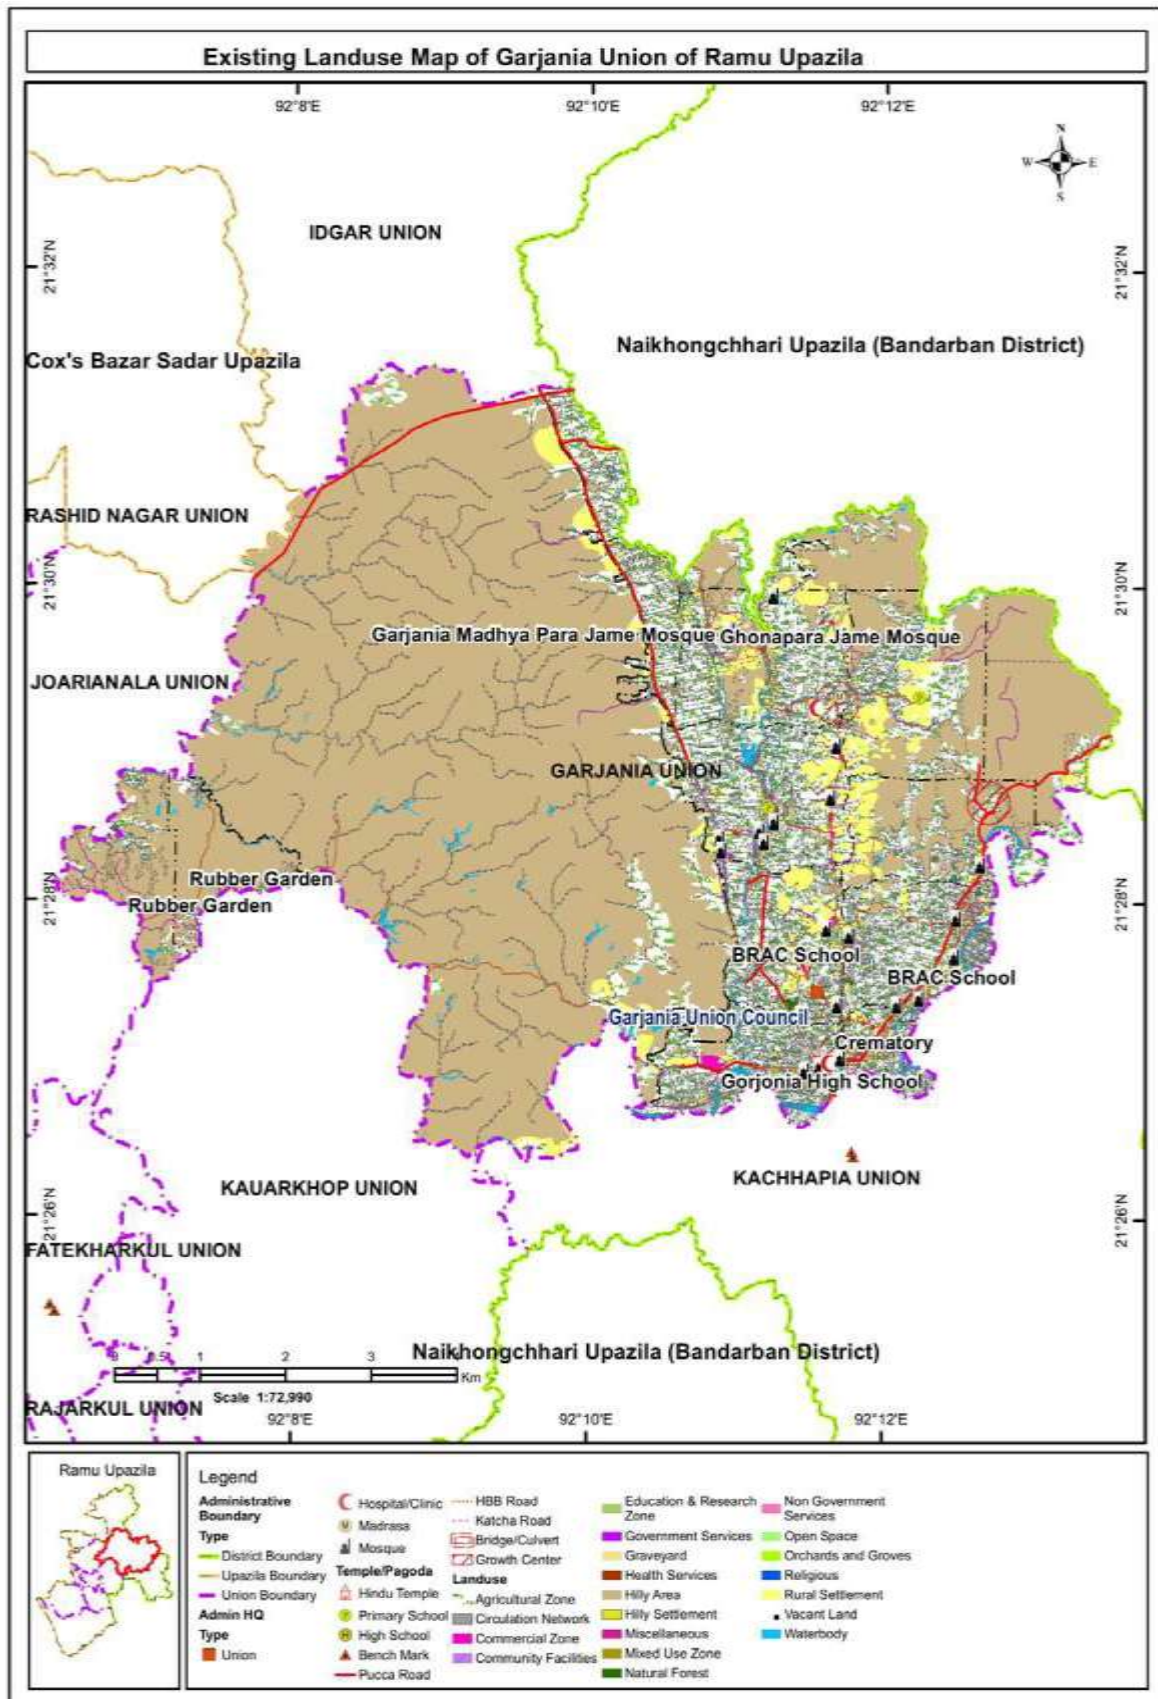 Existing Landuse Map of Garjania Union of Ramu Upazila
92°8'E
92°10'E
92°12'E
N
W
E
S
IDGAR UNION
21°32'N
21°32'N
Naikhongchhari Upazila (Bandarban District)
Cox's Bazar Sadar Upazila
RASHID NAGAR UNION
21°30'N
21°30'N
Garjania Madhya Para Jame Mosque
Ghonapara Jame Mosque
JOARIANALA UNION
GARJANIA UNION
Rubber Garden
Rubber Garden
21°28'N
21°28'N
BRAC School
BRAC School
Garjania Union Council
Crematory
Gorjonia High School
KACHHAPIA UNION
KAUARKHOP UNION
21°26'N
21°26'N
FATEKHARKUL UNION
Naikhongchhari Upazila (Bandarban District)
1
2
3
Km
Scale 1:72,990
RAJARKUL UNION
92°8'E
92°10'E
92°12'E
Ramu Upazila
Legend
Administrative
Boundary
Type
District Boundary
Upazila Boundary
Union Boundary
Admin HQ
Type
Union
Hospital/Clinic
Madrasa
Mosque
Temple/Pagoda
Hindu Temple
Primary School
High School
Bench Mark
Pucca Road
HBB Road
Katcha Road
Bridge/Culvert
Growth Center
Landuse
Agricultural Zone
Circulation Network
Commercial Zone
Community Facilities
Education & Research
Zone
Government Services
Graveyard
Health Services
Hilly Area
Hilly Settlement
Miscellaneous
Mixed Use Zone
Natural Forest
Non Government
Services
Open Space
Orchards and Groves
Religious
Rural Settlement
Vacant Land
Waterbody